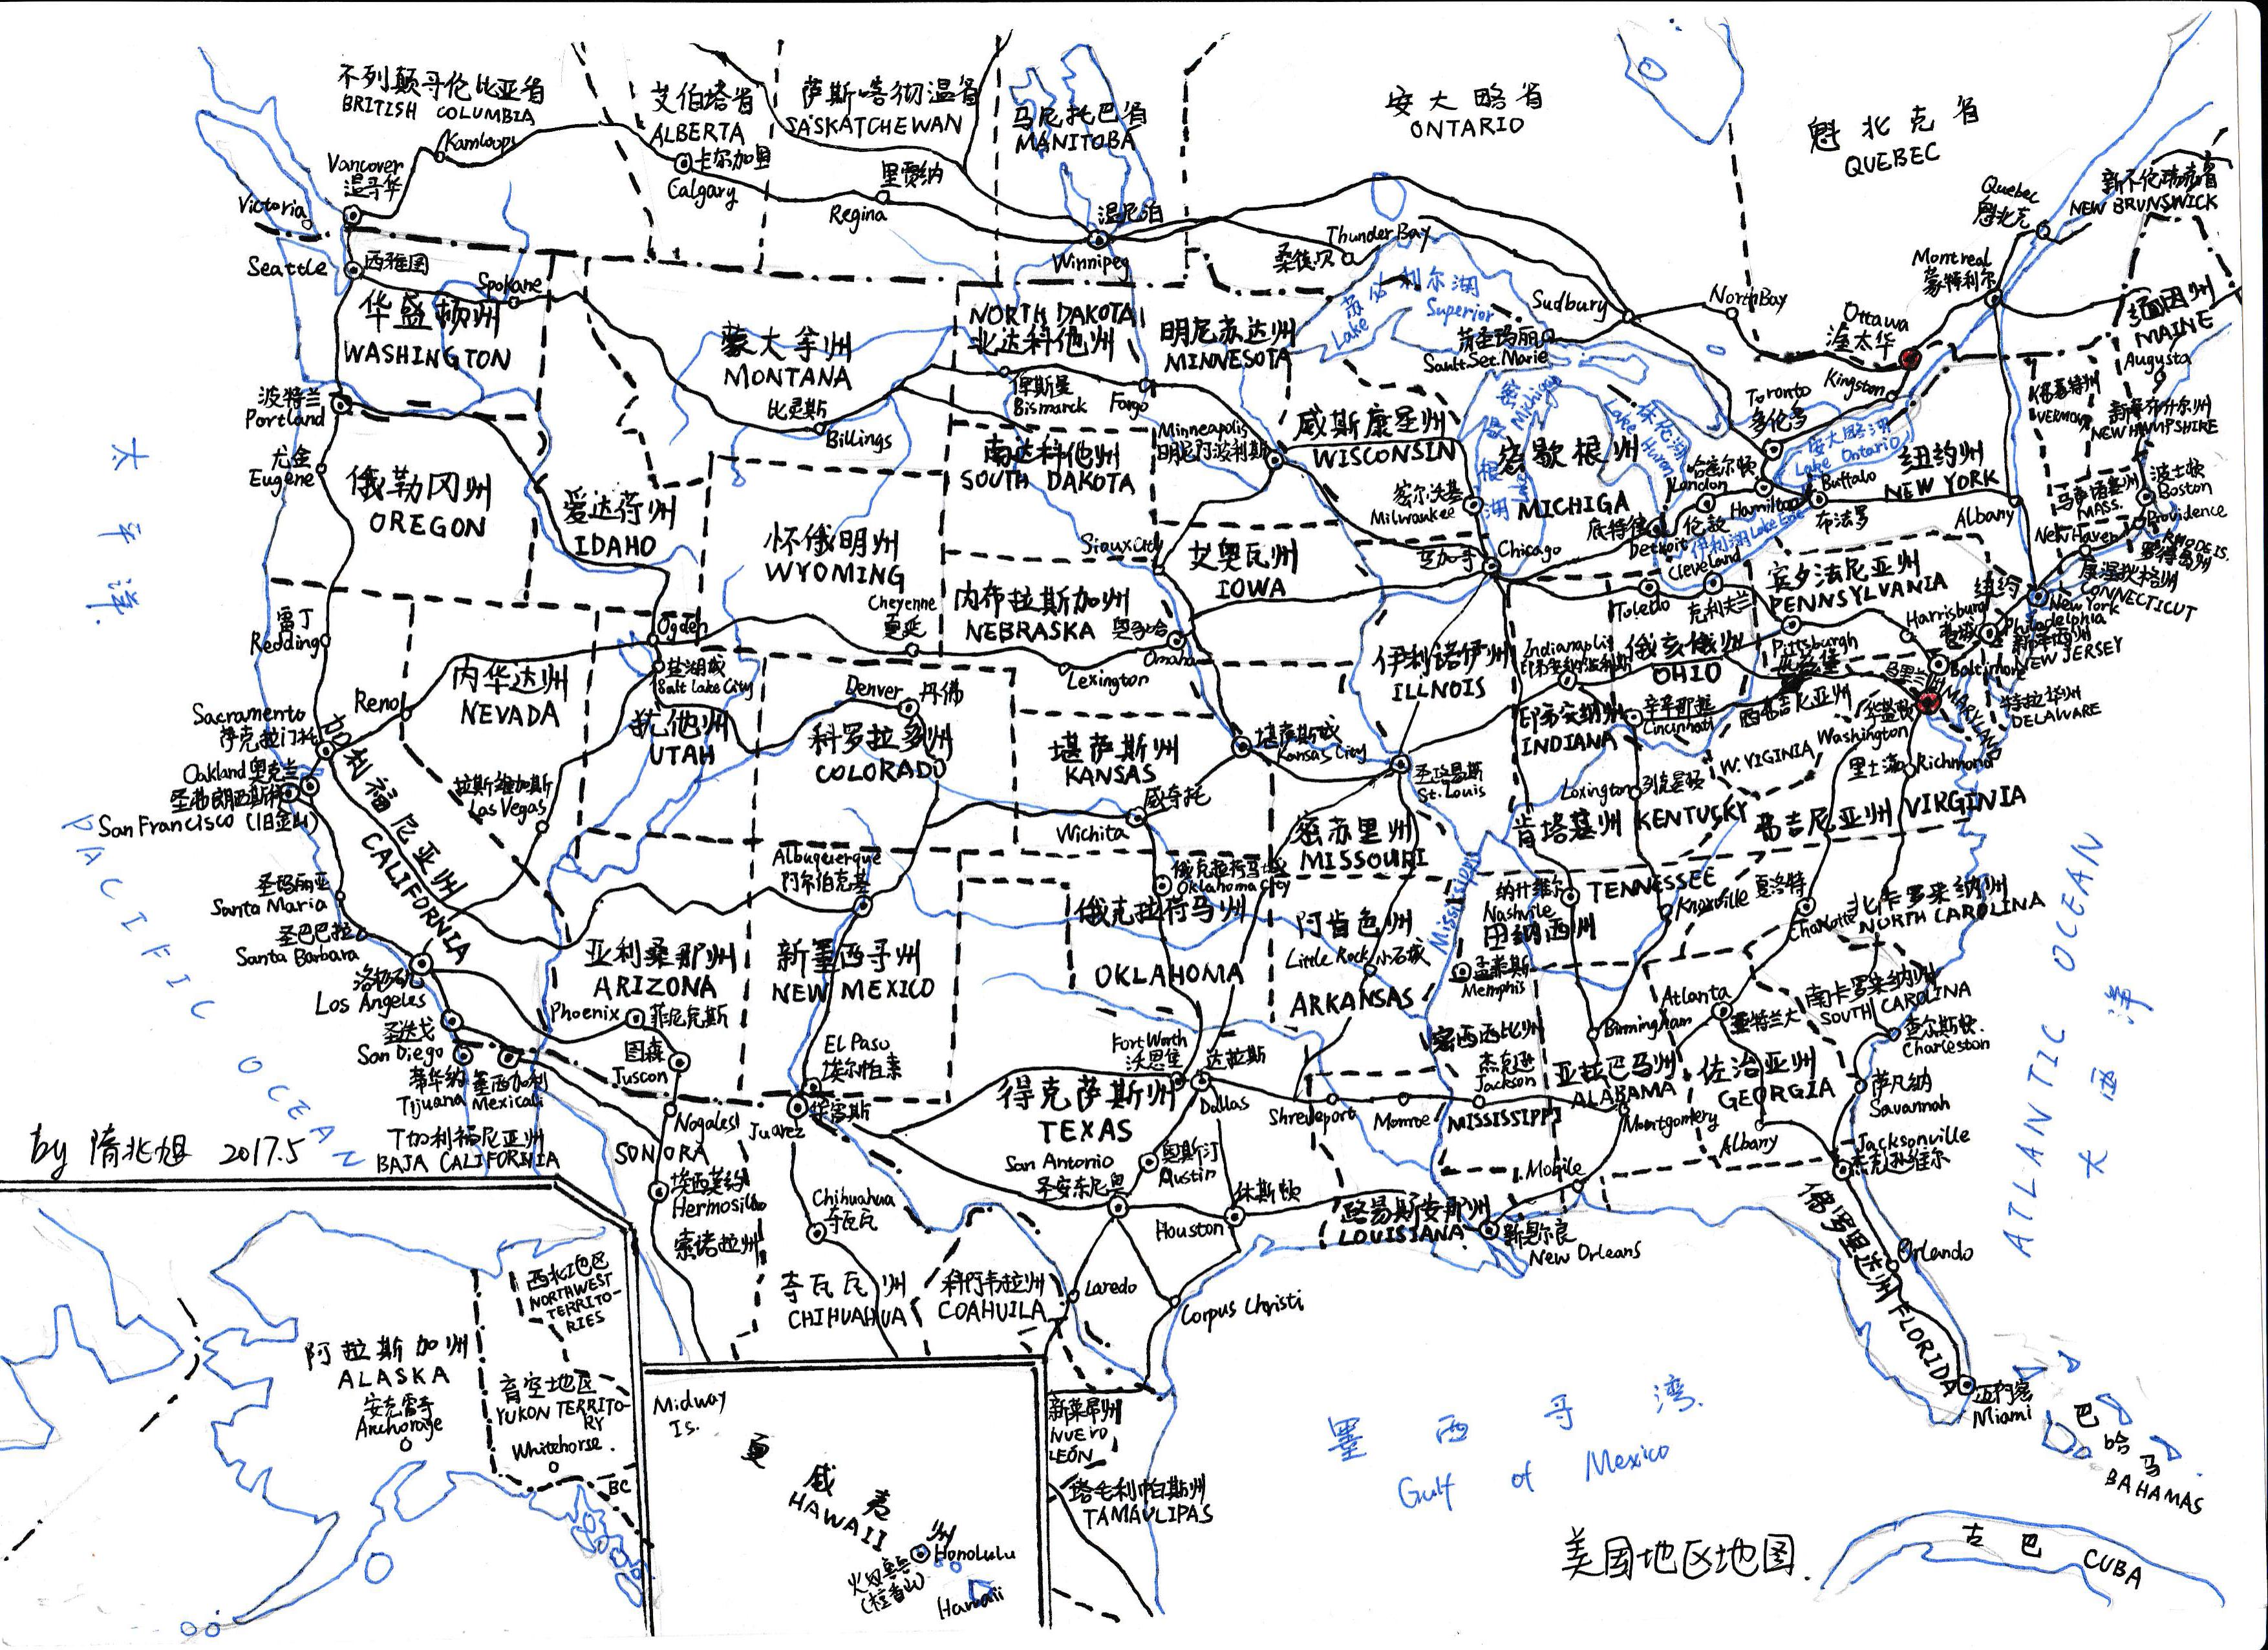 不列颠哥伦比亚省
BRITISH COLUMBIA
艾伯塔省
ALBERTA
萨斯喀彻温省
SASKATCHEWAN
马尼托巴省
MANITOBA
安大略省
ONTARIO
魁北克省
QUEBEC
新不伦瑞克省
NEW BRUNSWICK
Kamloops
Vancover
温哥华
Victoria
卡尔加里
Calgary
里贾纳
Regina
温尼泊
Winnipeg
Thunder Bay
桑德贝
Sudbury
North Bay
Quebec
魁北克
Montreal
蒙特利尔
Ottawa
渥太华
Kingston
Toronto
多伦多
Hamilton
London
伦敦
苏必利尔湖
Lake Superior
苏圣玛丽
Sault Set. Marie
密歇根湖
Lake Michigan
休伦湖
Lake Huron
安大略湖
Lake Ontario
伊利湖 Lake Erie
Seattle
西雅图
Spokane
华盛顿州
WASHINGTON
波特兰
Portland
尤金
Eugene
俄勒冈州
OREGON
爱达荷州
IDAHO
蒙大拿州
MONTANA
比灵斯
Billings
NORTH DAKOTA
北达科他州
俾斯曼
Bismarck
Fargo
明尼苏达州
MINNESOTA
Minneapolis
明尼阿波利斯
南达科他州
SOUTH DAKOTA
威斯康星州
WISCONSIN
密尔沃基
Milwaukee
密歇根州
MICHIGA
底特律
Detroit
缅因州
MAINE
Augusta
佛蒙特州
VERMONT
新罕布什尔州
NEW HAMPSHIRE
纽约州
NEW YORK
Buffalo
布法罗
Albany
MASS.
波士顿
Boston
Providence
RHODE IS.
罗得岛州
New Haven
康涅狄格州
CONNECTICUT
纽约
New York
怀俄明州
WYOMING
Cheyenne
夏延
内布拉斯加州
NEBRASKA
Sioux City
奥马哈
Omaha
Lexington
艾奥瓦州
IOWA
芝加哥
Chicago
Toledo
Cleveland
克利夫兰
宾夕法尼亚州
PENNSYLVANIA
Harrisburg
Pittsburgh
匹兹堡
费城
Philadelphia
新泽西州
NEW JERSEY
Baltimore
马里兰州
MARYLAND
特拉华州
DELAWARE
华盛顿
Washington
雷丁
Redding
Reno
内华达州
NEVADA
Ogden
盐湖城
Salt Lake City
犹他州
UTAH
Denver
丹佛
科罗拉多州
COLORADO
堪萨斯州
KANSAS
堪萨斯城
Kansas City
威奇托
Wichita
伊利诺伊州
ILLNOIS
Indianaplis
印第安纳波利斯
印第安纳州
INDIANA
俄亥俄州
OHIO
辛辛那提
Cincinnati
西弗吉尼亚州
W. VIGINIA
里士满
Richmond
弗吉尼亚州 VIRGINIA
Loxington
列克星顿
肯塔基州 KENTUCKY
圣路易斯
St. Louis
密苏里州
MISSOURI
Sacramento
萨克拉门托
Oakland 奥克兰
圣弗朗西斯科
San Francisco (旧金山)
加利福尼亚州
CALIFORNIA
拉斯维加斯
Las Vegas
圣玛丽亚
Santa Maria
圣巴巴拉
Santa Barbara
洛杉矶
Los Angeles
圣迭戈
San Diego
蒂华纳
Tijuana
墨西加利
Mexicali
下加利福尼亚州
BAJA CALIFORNIA
亚利桑那州
ARIZONA
Phoenix
菲尼克斯
图森
Tuscon
Nogalest
Albuquerque
阿尔伯克基
新墨西哥州
NEW MEXICO
El Paso
埃尔帕索
华雷斯
Juarez
俄克拉荷马城
Oklahoma City
俄克拉荷马州
OKLAHOMA
阿肯色州
Little Rock 小石城
ARKANSAS
Mississippi
纳什维尔
Nashvile
田纳西州
TENNESSEE
Knoxville
孟菲斯
Memphis
夏洛特
Charlotte
北卡罗来纳州
NORTH CAROLINA
南卡罗来纳州
SOUTH CAROLINA
查尔斯顿
Charleston
Atlanta
亚特兰大
Birmingham
密西西比州
杰克逊
Jackson
MISSISSIPPI
亚拉巴马州
ALABAMA
Montgomery
佐治亚州
GEORGIA
Albany
萨凡纳
Savannah
Jacksonville
杰克逊维尔
Fort Worth
沃思堡
达拉斯
Dallas
Shreveport
Monroe
得克萨斯州
TEXAS
奥斯汀
Austin
San Antonio
圣安东尼奥
休斯顿
Houston
路易斯安那州
LOUISIANA
新奥尔良
New Orleans
Mobile
Laredo
Corpus Christi
佛罗里达州 FLORIDA
Orlando
迈阿密
Miami
巴哈马
BAHAMAS
古巴 CUBA
墨西哥湾
Gulf of Mexico
大西洋
ATLANTIC OCEAN
太平洋
PACIFIC OCEAN
SONORA
埃西莫约
Hermosillo
索诺拉州
Chihuahua
奇瓦瓦
奇瓦瓦州
CHIHUAHUA
科阿韦拉州
COAHUILA
新莱昂州
NUEVO
LEÓN
塔毛利帕斯州
TAMAULIPAS
by 隋兆旭 2017.5
阿拉斯加州
ALASKA
安克雷奇
Anchorage
西北地区
NORTHWEST
TERRITO-
RIES
育空地区
YUKON TERRITO-
RY
Whitehorse
BC
Midway
Is.
夏威夷州
HAWAII
Honolulu
火奴鲁鲁
(檀香山)
Hawaii
美国地区地图